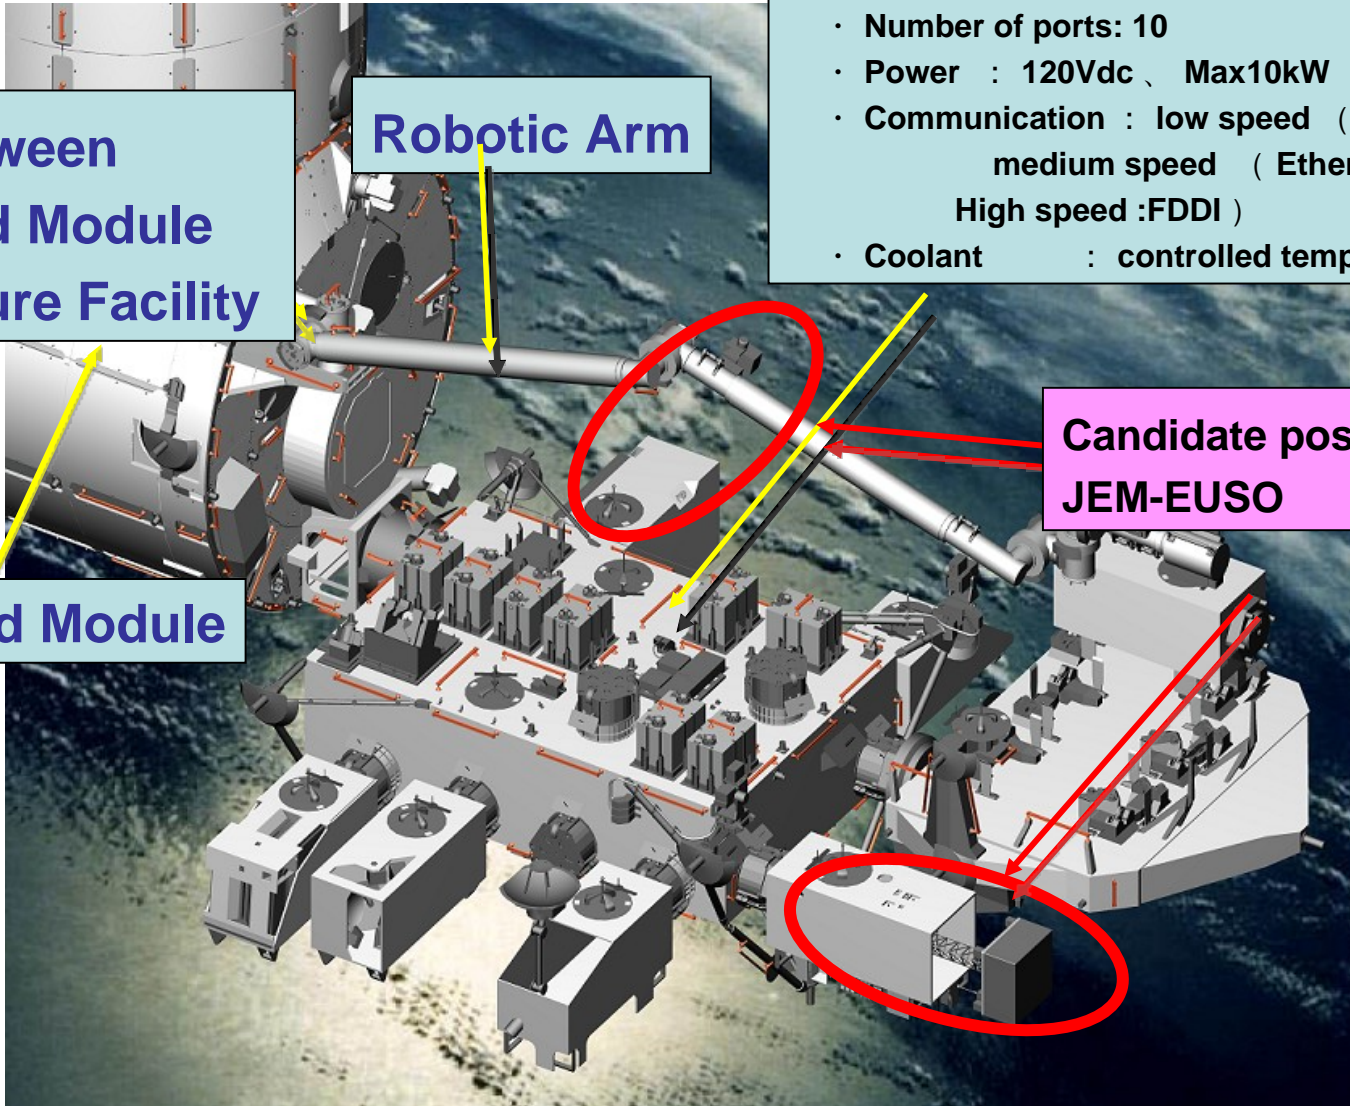 · Number of ports: 10
· Power : 120Vdc 、 Max10kW
· Communication : low speed (
medium speed ( Ether
High speed :FDDI )
· Coolant : controlled temp
Robotic Arm
ween
d Module
ure Facility
Candidate pos
JEM-EUSO
d Module